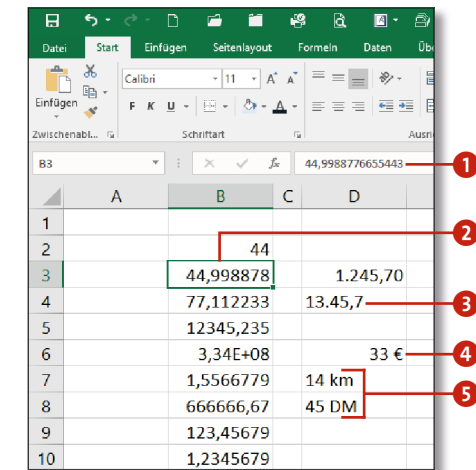 Datei Start Einfügen Seitenlayout Formeln Daten Übe
Einfügen Calibri 11 A A
F K U A
Zwischenabl... Schriftart Ausric
B3 fx 44,9988776655443 1
A B C D
1
2 44 2
3 44,998878 1.245,70
4 77,112233 13.45,7 3
5 12345,235
6 3,34E+08 33 € 4
7 1,5566779 14 km 5
8 666666,67 45 DM
9 123,45679
10 1,2345679